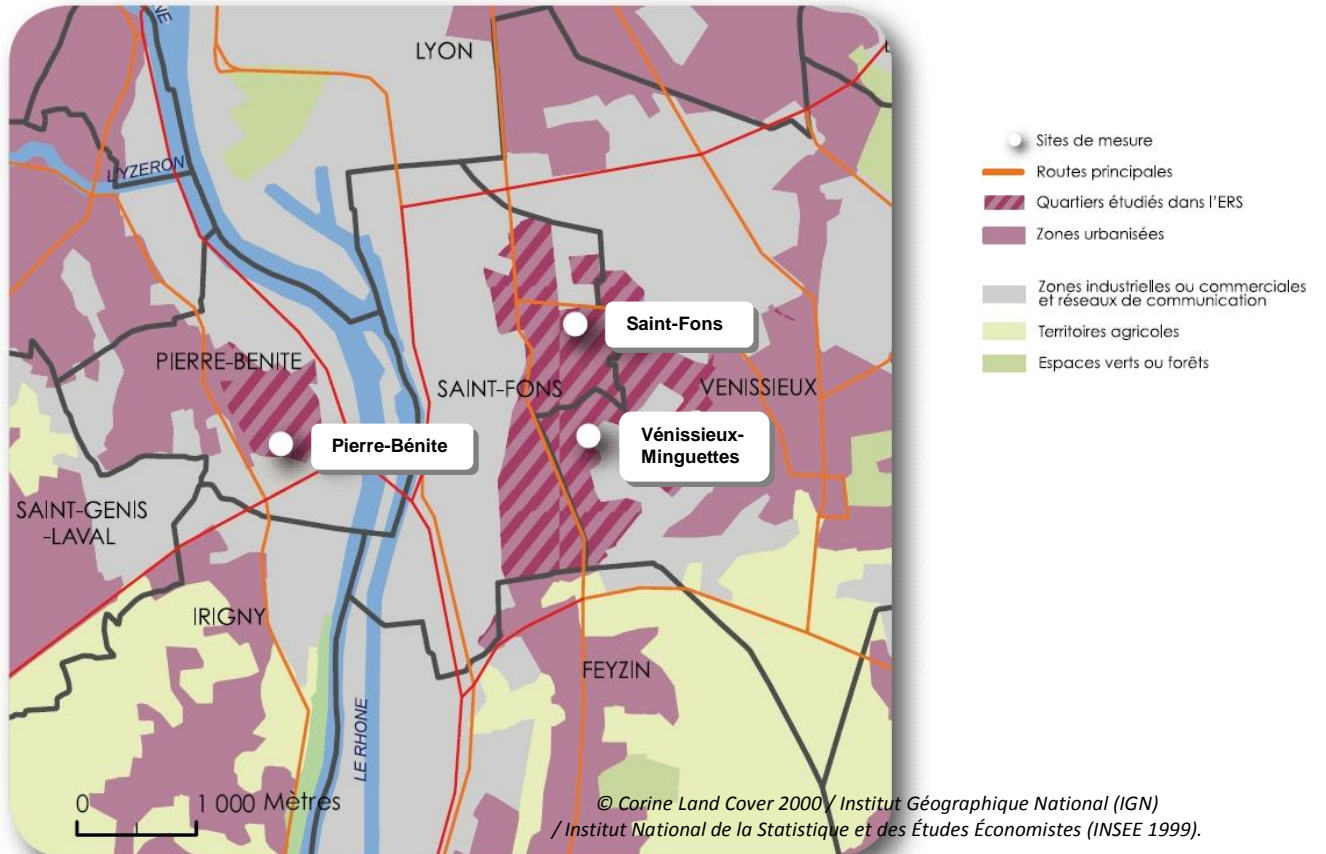 NE
LYON
L'YZERON
PIERRE-BENITE
SAINT-FONS
VENISSIEUX
Saint-Fons
Pierre-Bénite
Vénissieux-
Minguettes
SAINT-GENIS
-LAVAL
IRIGNY
FEYZIN
LE RHONE
0 1 000 Mètres
Sites de mesure
Routes principales
Quartiers étudiés dans l'ERS
Zones urbanisées
Zones industrielles ou commerciales
et réseaux de communication
Territoires agricoles
Espaces verts ou forêts
© Corine Land Cover 2000 / Institut Géographique National (IGN)
/ Institut National de la Statistique et des Études Économistes (INSEE 1999).